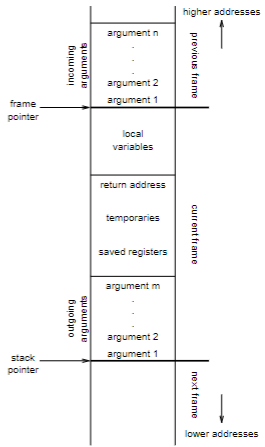 higher addresses
argument n
.
.
.
argument 2
argument 1
incoming
arguments
previous frame
frame
pointer
local
variables
return address
temporaries
saved registers
current frame
argument m
.
.
.
argument 2
argument 1
outgoing
arguments
stack
pointer
next frame
lower addresses